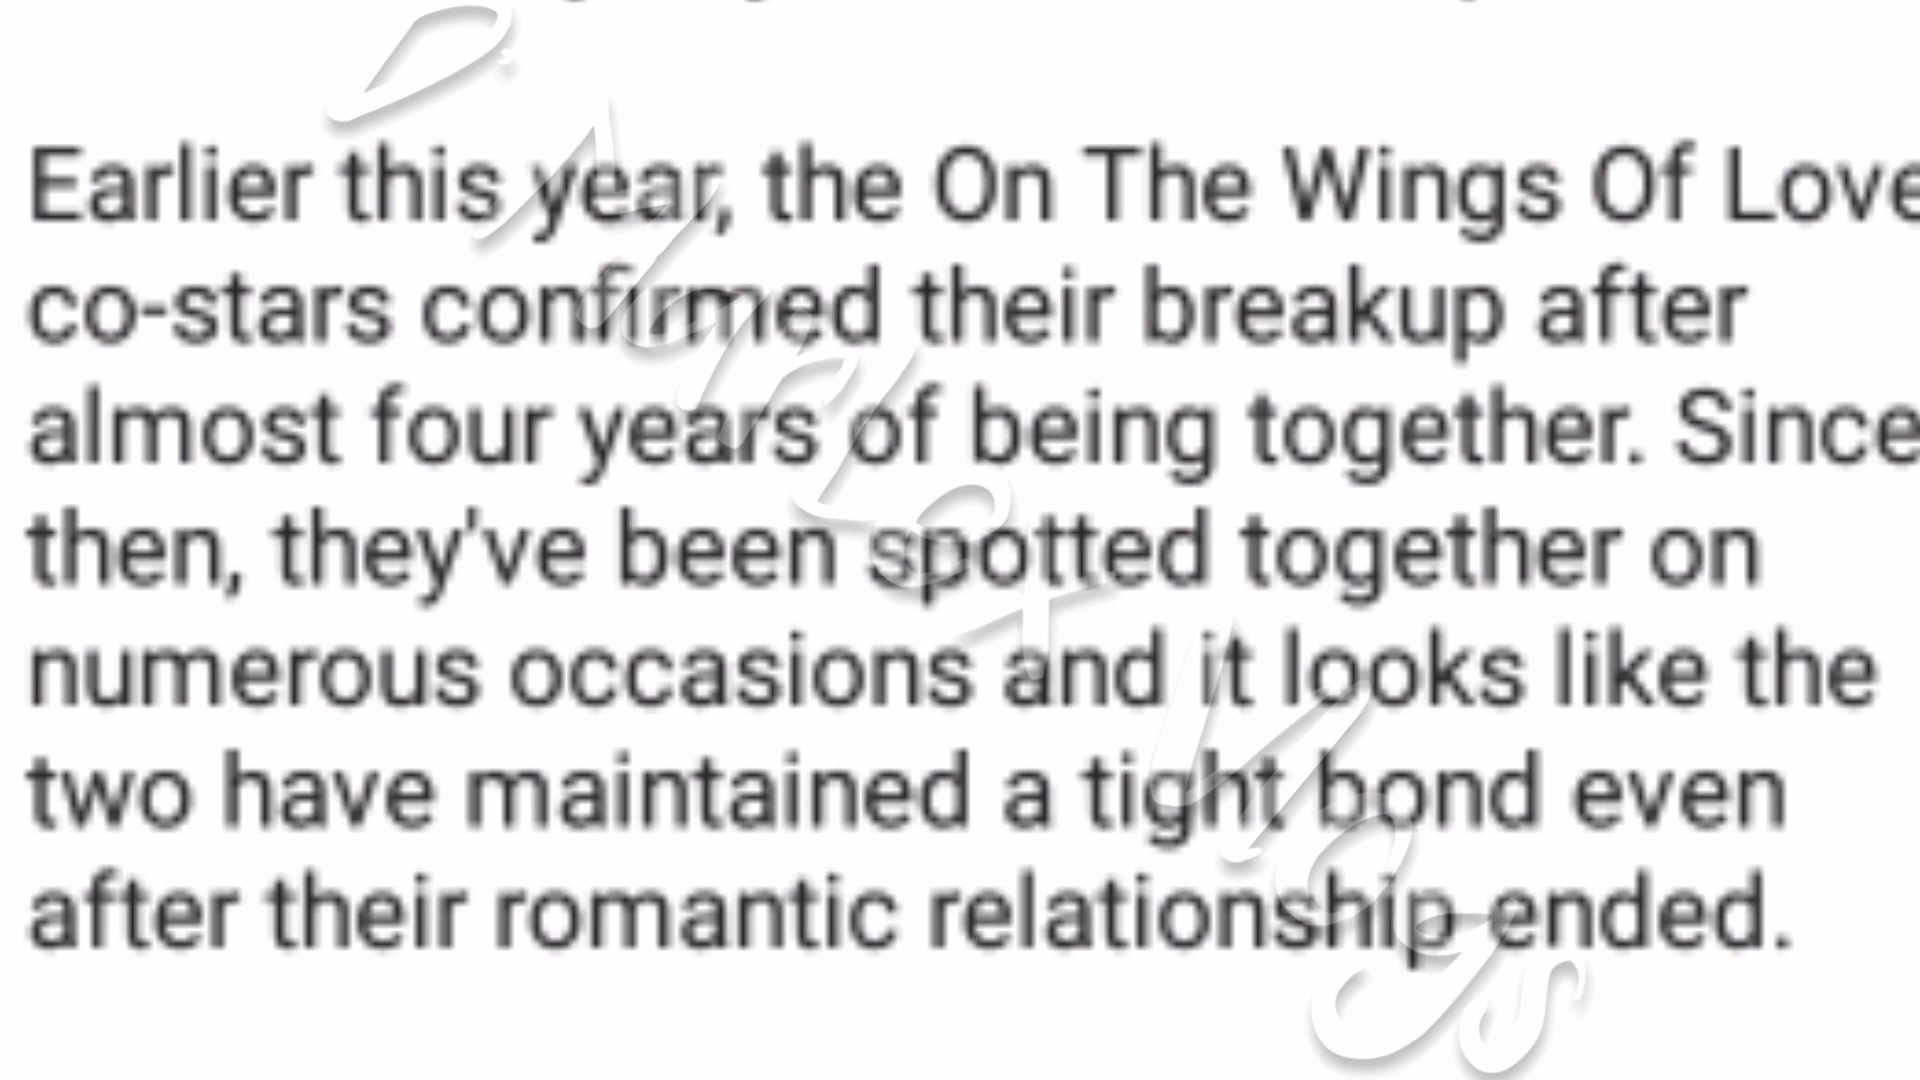 Earlier this year, the On The Wings Of Love
co-stars confirmed their breakup after
almost four years of being together. Since
then, they've been spotted together on
numerous occasions and it looks like the
two have maintained a tight bond even
after their romantic relationship ended.